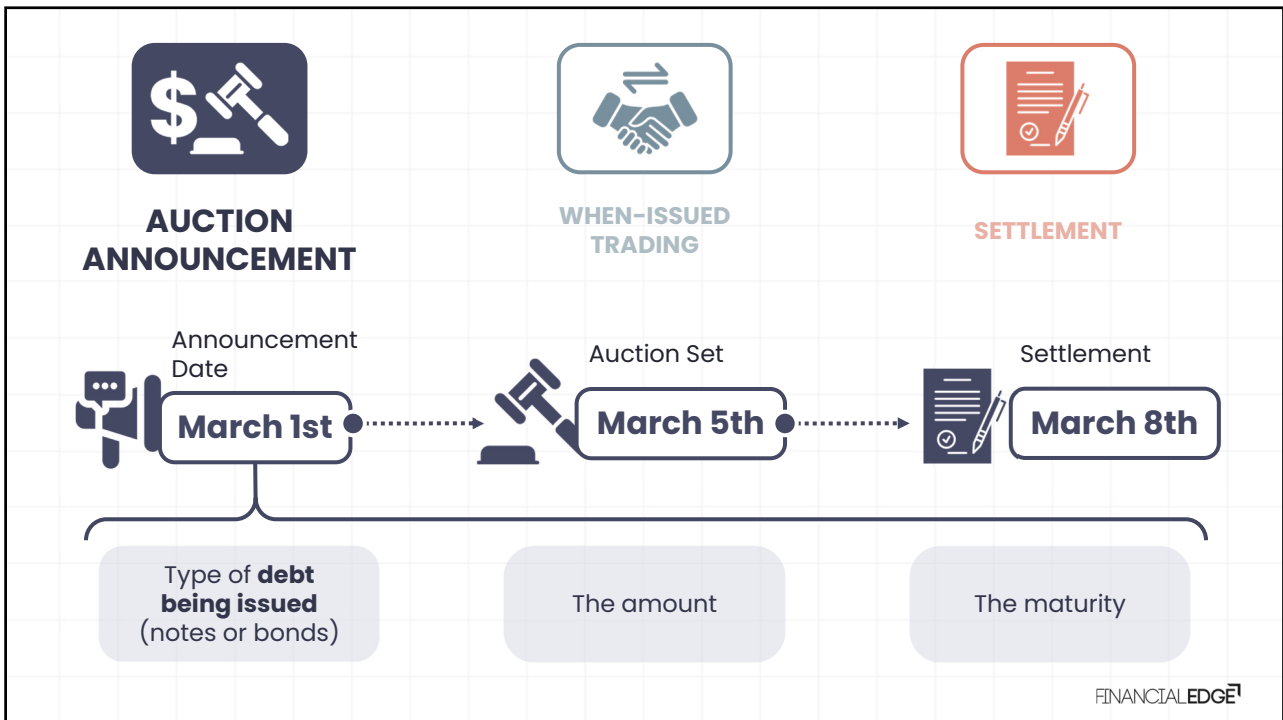 AUCTION
ANNOUNCEMENT
WHEN-ISSUED
TRADING
SETTLEMENT
Announcement
Date
March 1st
Auction Set
March 5th
Settlement
March 8th
Type of debt
being issued
(notes or bonds)
The amount
The maturity
FINANCIALEDGE